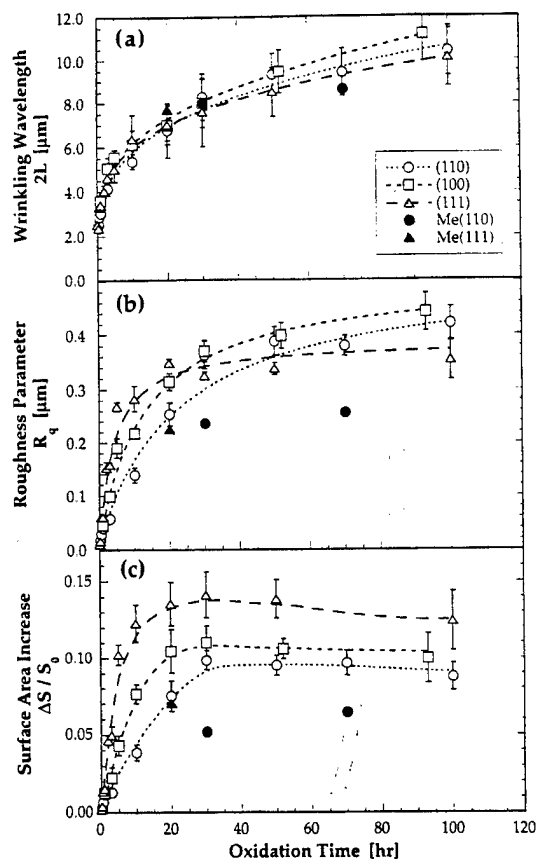 (a)
Wrinkling Wavelength
2L [μm]
12.0
10.0
8.0
6.0
4.0
2.0
0.0
(110)
(100)
(111)
Me(110)
Me(111)
(b)
Roughness Parameter
R_q [μm]
0.4
0.3
0.2
0.1
0.0
(c)
Surface Area Increase
ΔS / S_0
0.15
0.10
0.05
0.00
0 20 40 60 80 100 120
Oxidation Time [hr]